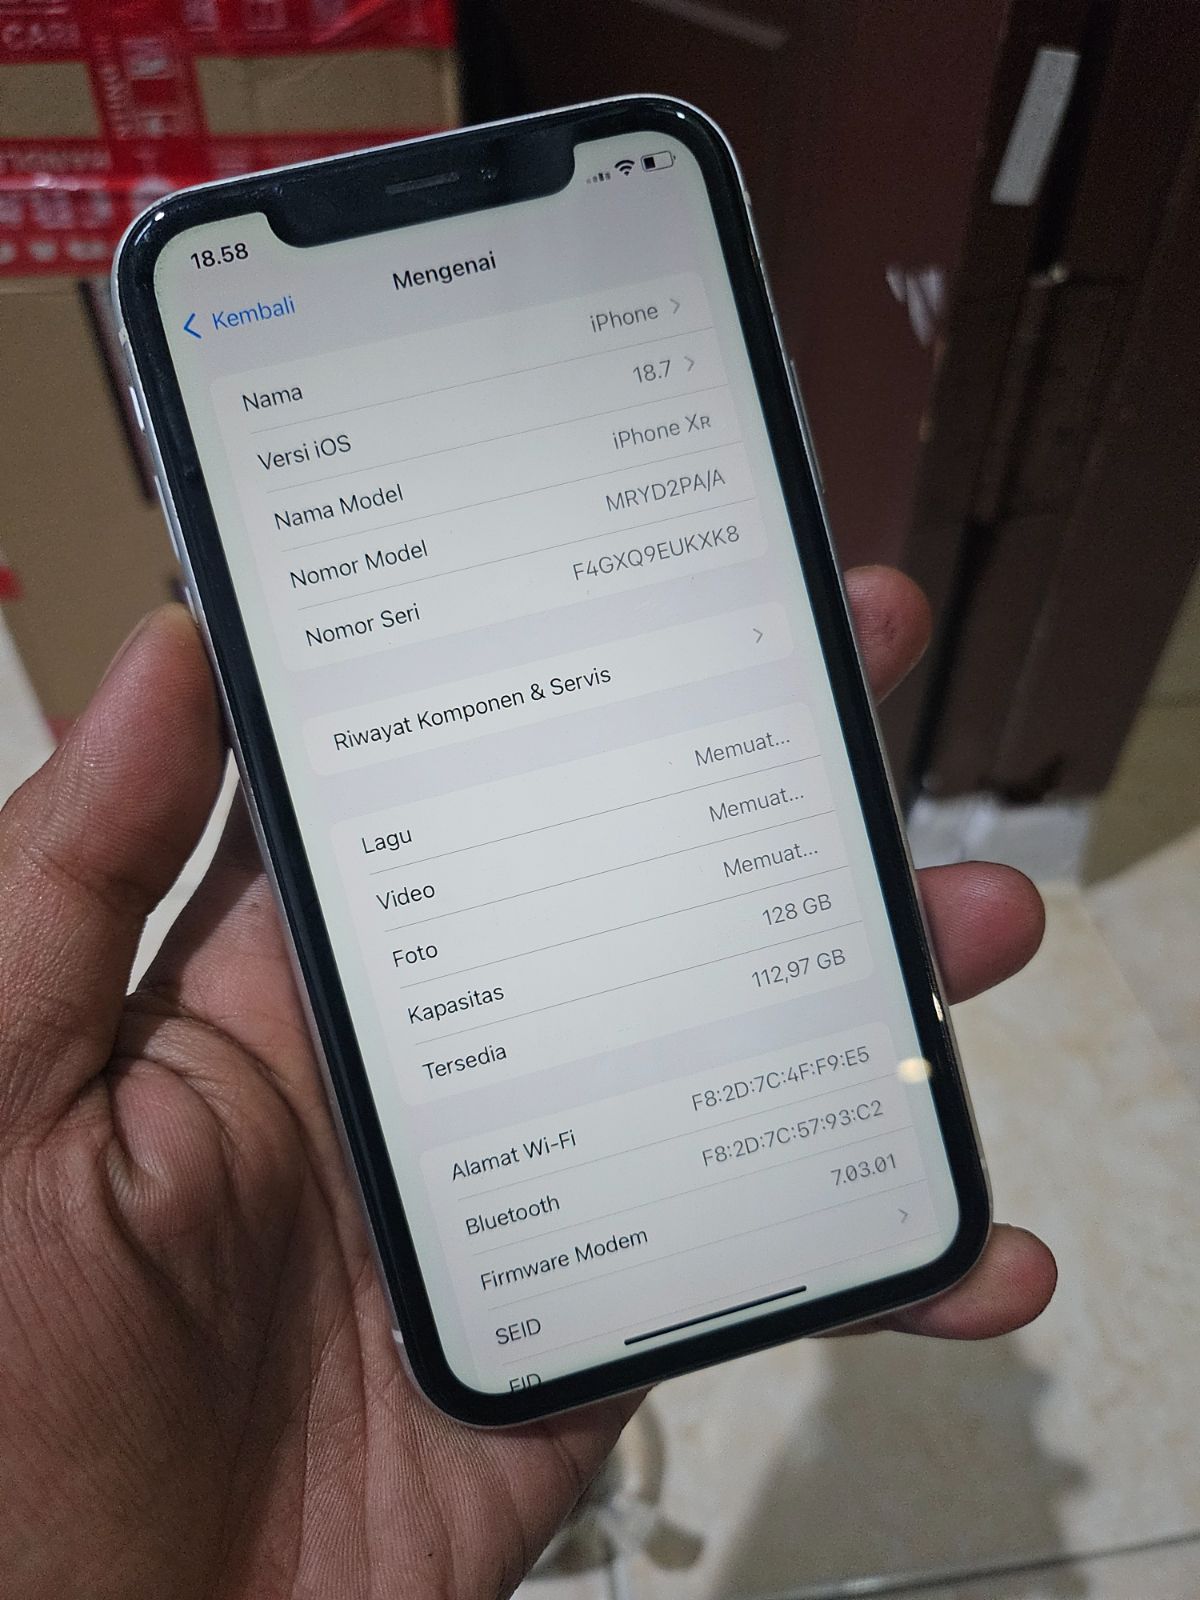 18.58
Kembali
Mengenai
Nama iPhone
Versi iOS 18.7
Nama Model iPhone XR
Nomor Model MRYD2PA/A
Nomor Seri F4GXQ9EUKXK8
Riwayat Komponen & Servis
Lagu Memuat...
Video Memuat...
Foto Memuat...
Kapasitas 128 GB
Tersedia 112,97 GB
Alamat Wi-Fi F8:2D:7C:4F:F9:E5
Bluetooth F8:2D:7C:57:93:C2
Firmware Modem 7.03.01
SEID
EID